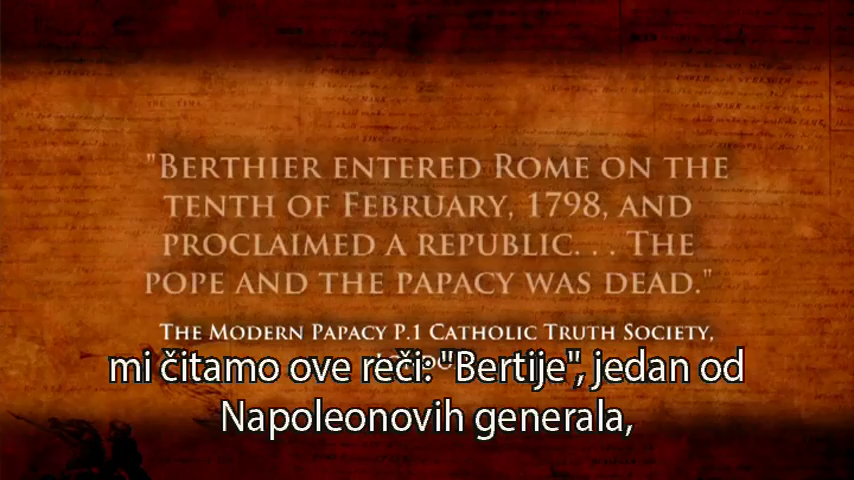 "Berthier entered Rome on the
tenth of February, 1798, and
proclaimed a republic. . . The
pope and the papacy was dead."
The Modern Papacy P.1 Catholic Truth Society,
mi čitamo ove reči: "Bertije", jedan od
Napoleonovih generala,